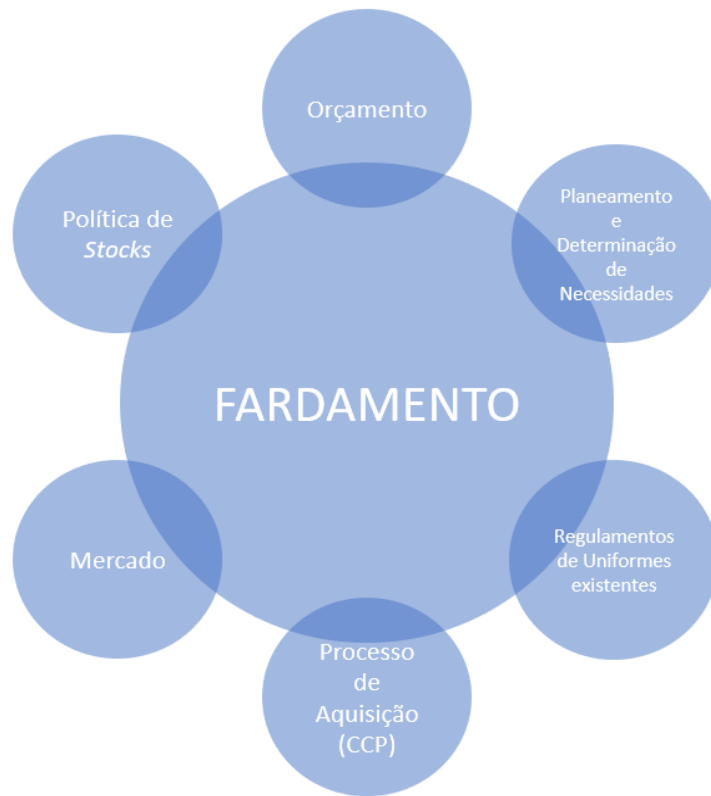 Orçamento
Planeamento
e
Determinação
de
Necessidades
Política de
Stocks
FARDAMENTO
Mercado
Regulamentos
de Uniformes
existentes
Processo
de
Aquisição
(CCP)